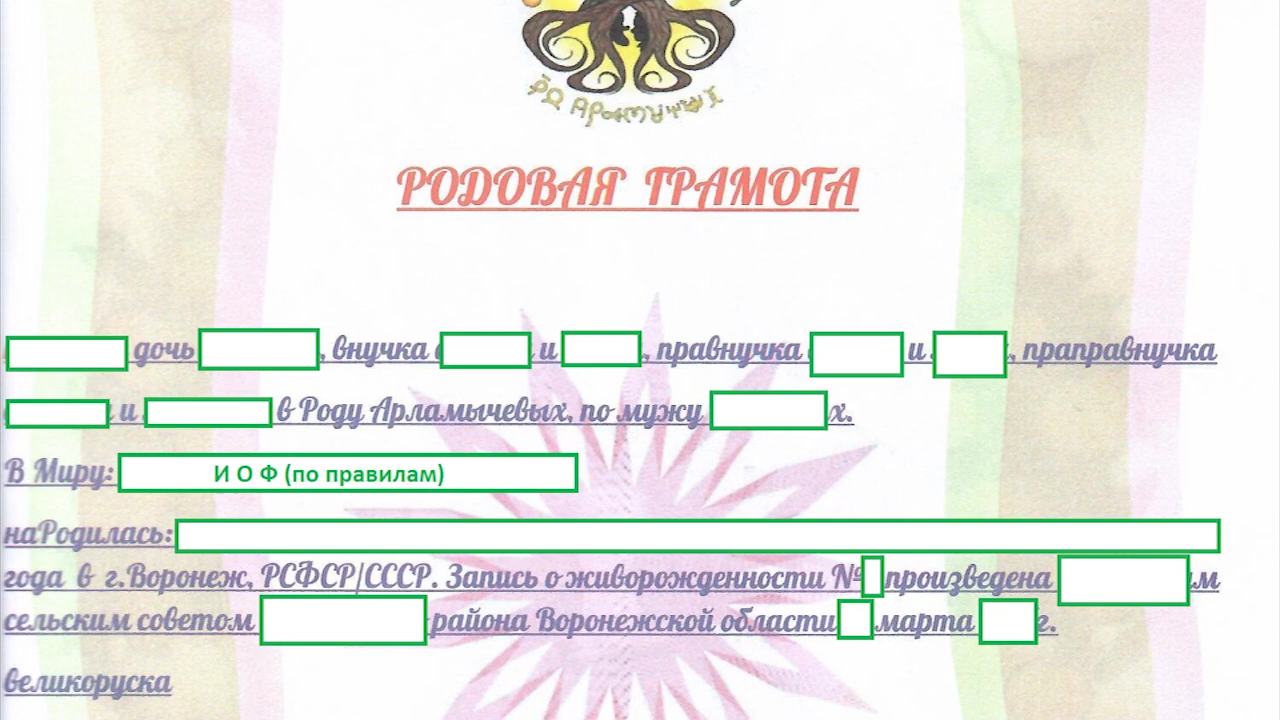 РОДОВАЯ ГРАМОТА
дочь , внучка и , правнучка и , праправнучка
и в Роду Арламычевых, по мужу х.
В Миру: И О Ф (по правилам)
наРодилась:
года в г.Воронеж, РСФСР/СССР. Запись о живорожденности № произведена м
сельским советом района Воронежской области марта г.
великоруска